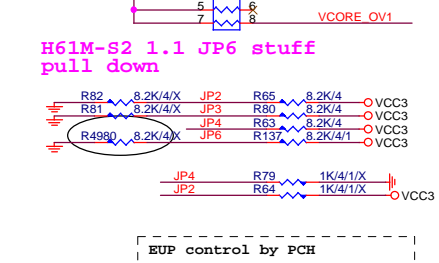 5 6
7 8 VCORE_OV1
H61M-S2 1.1 JP6 stuff
pull down
R82 8.2K/4/X JP2 R65 8.2K/4 VCC3
R81 8.2K/4/X JP3 R80 8.2K/4 VCC3
JP4 R63 8.2K/4 VCC3
R4980 8.2K/4/X JP6 R137 8.2K/4/1 VCC3
JP4 R79 1K/4/1/X
JP2 R64 1K/4/1/X VCC3
EUP control by PCH